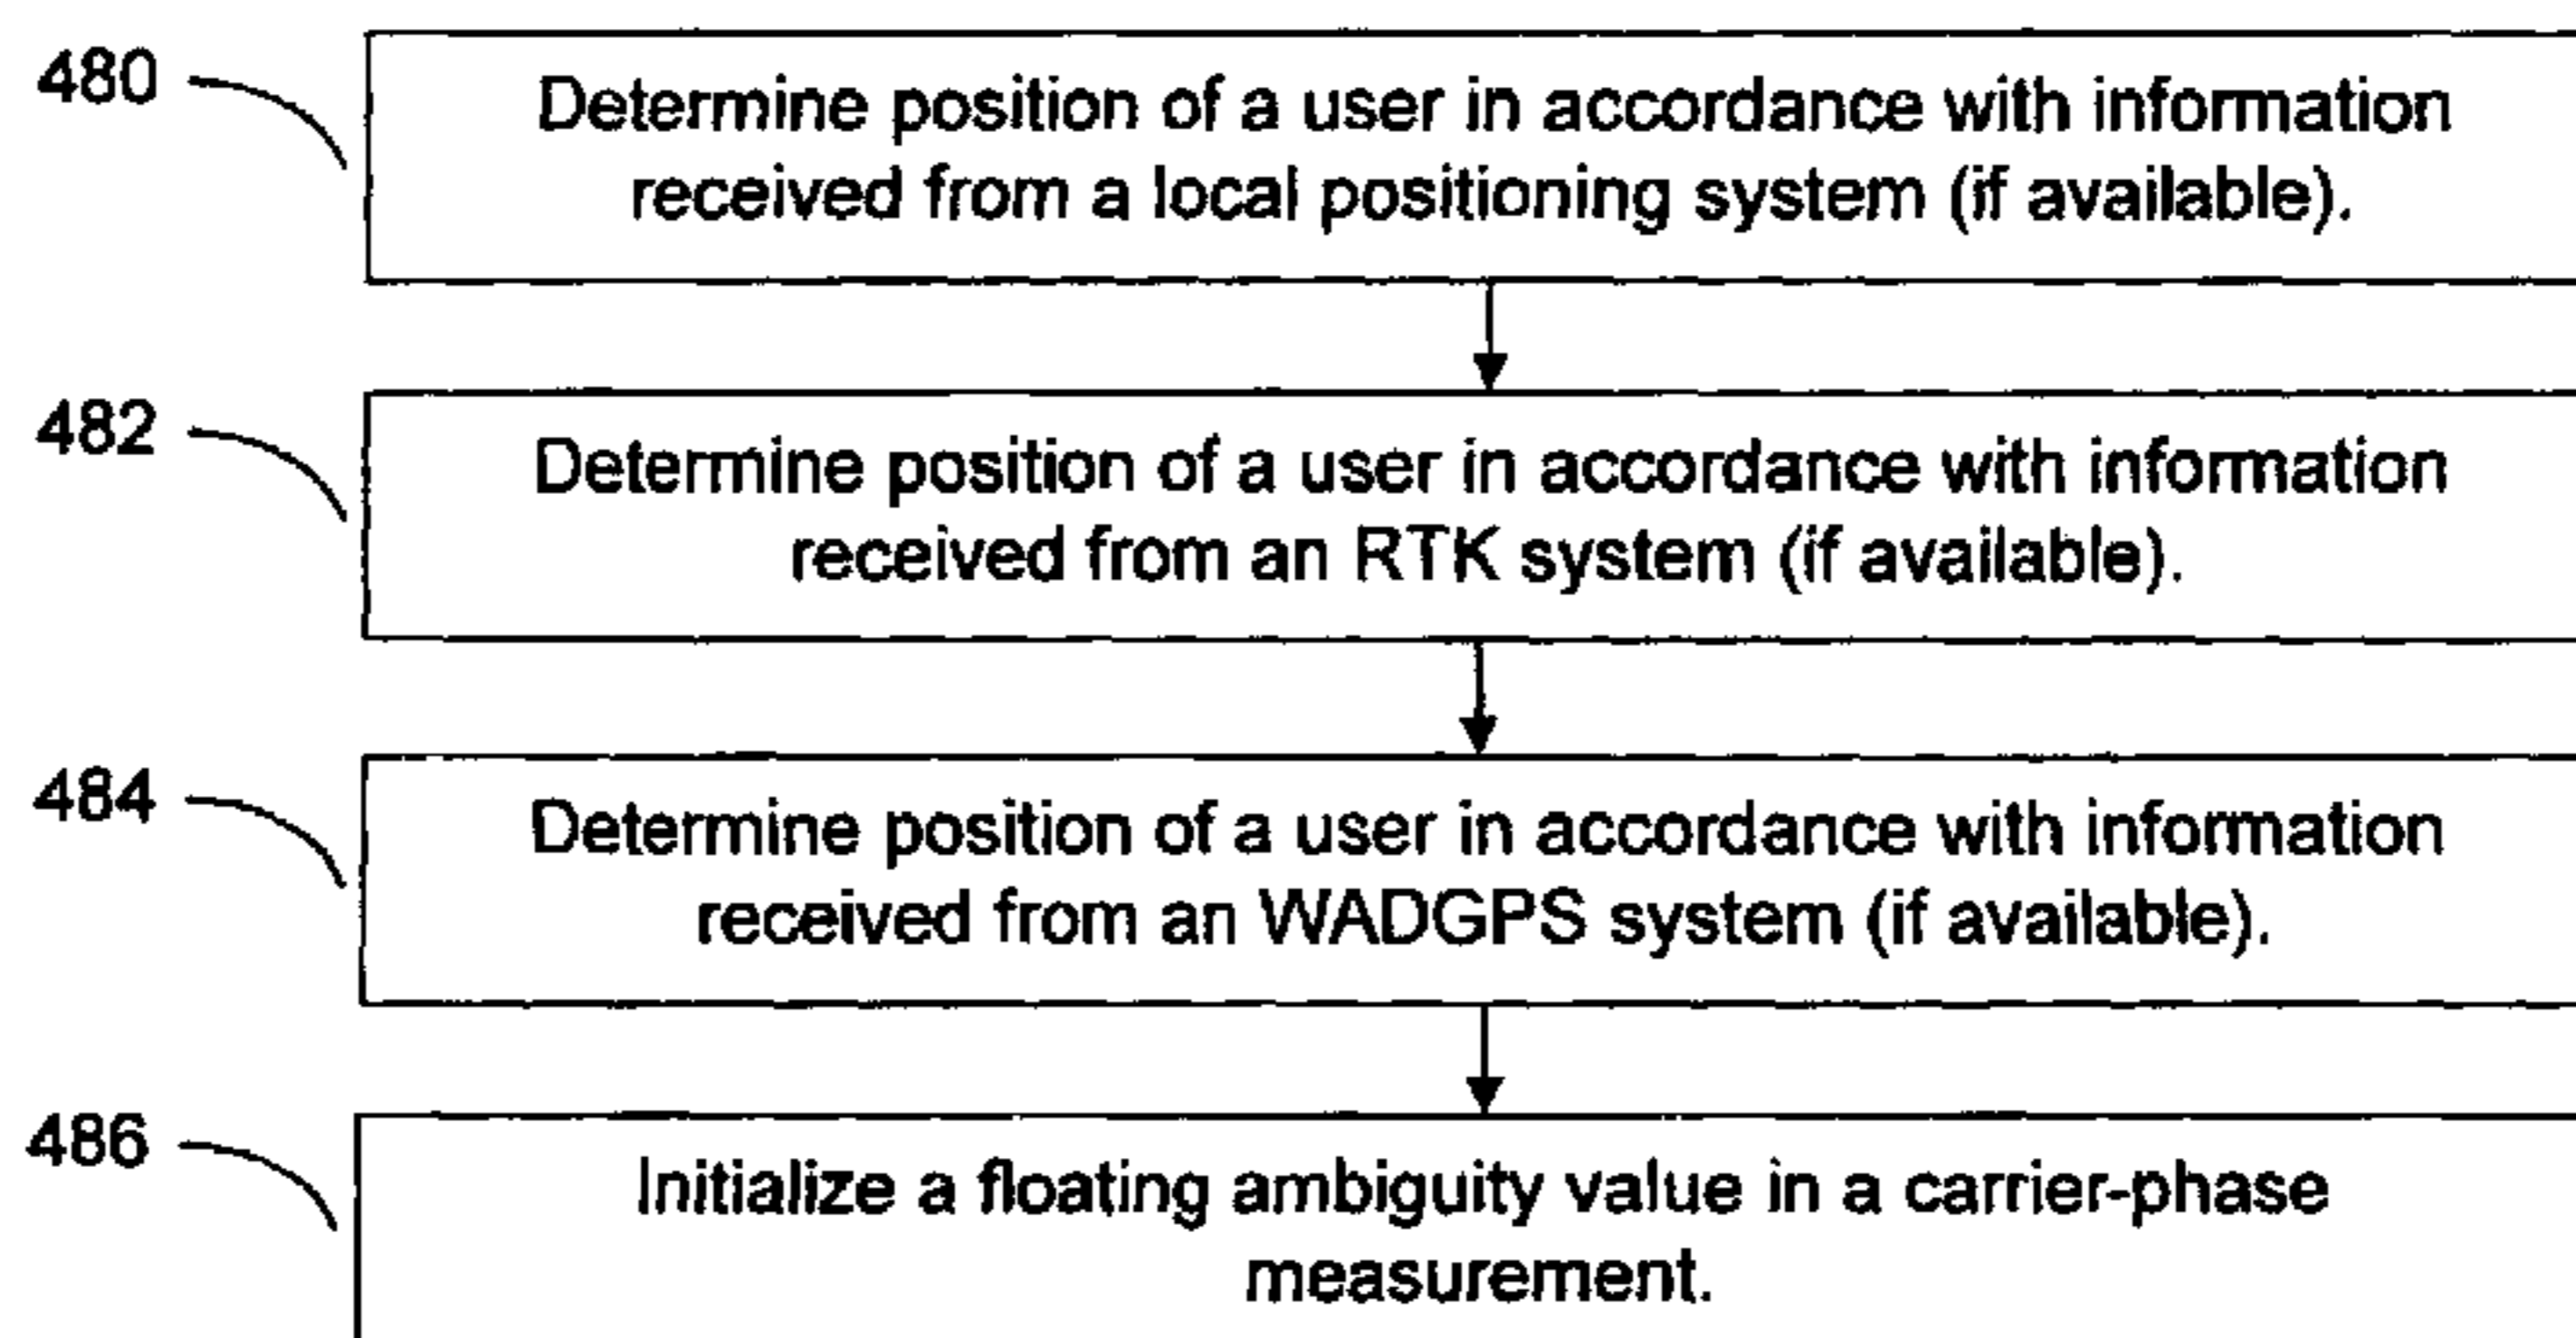 480
Determine position of a user in accordance with information
received from a local positioning system (if available).
482
Determine position of a user in accordance with information
received from an RTK system (if available).
484
Determine position of a user in accordance with information
received from an WADGPS system (if available).
486
Initialize a floating ambiguity value in a carrier-phase
measurement.